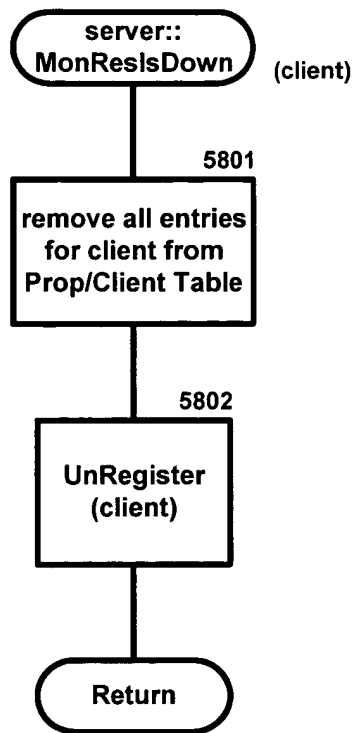 server::
MonResIsDown
(client)
5801
remove all entries
for client from
Prop/Client Table
5802
UnRegister
(client)
Return